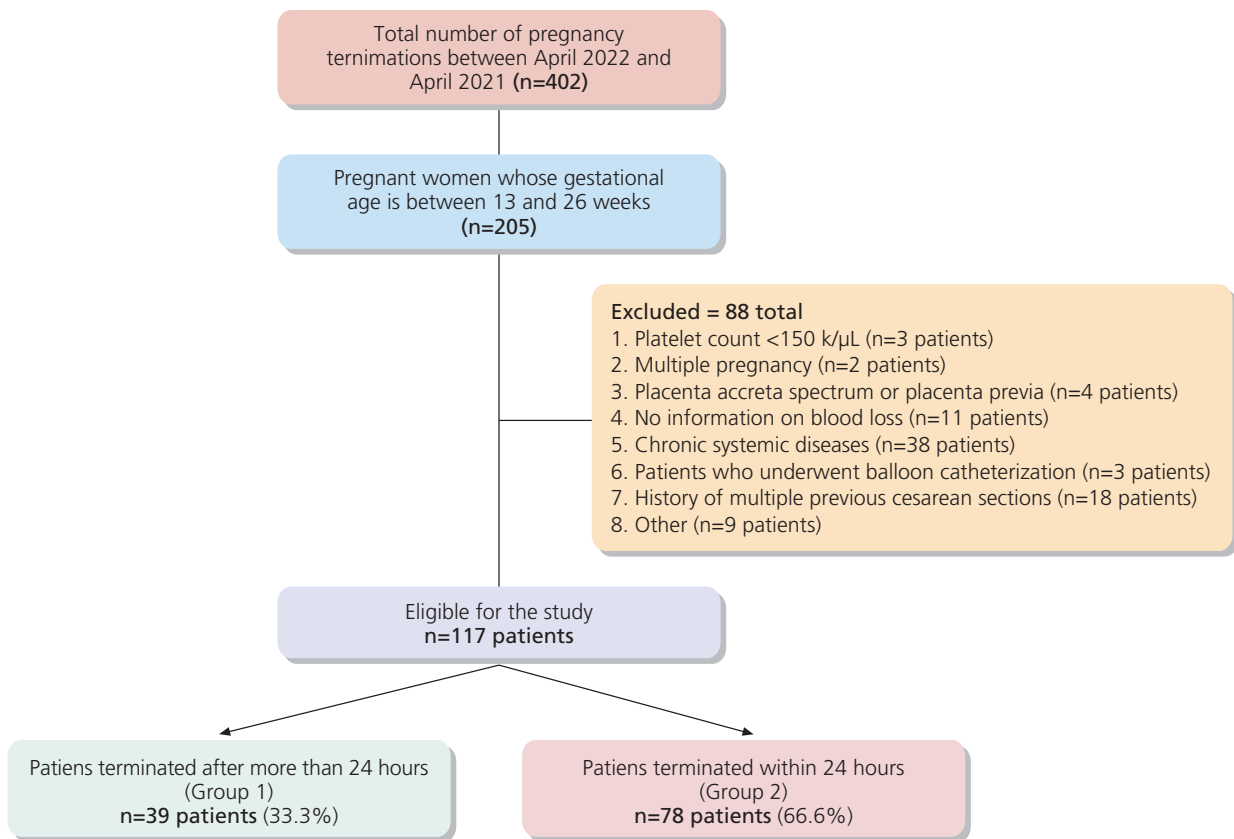 Total number of pregnancy
ternimations between April 2022 and
April 2021 (n=402)
Pregnant women whose gestational
age is between 13 and 26 weeks
(n=205)
Excluded = 88 total
1. Platelet count <150 k/µL (n=3 patients)
2. Multiple pregnancy (n=2 patients)
3. Placenta accreta spectrum or placenta previa (n=4 patients)
4. No information on blood loss (n=11 patients)
5. Chronic systemic diseases (n=38 patients)
6. Patients who underwent balloon catheterization (n=3 patients)
7. History of multiple previous cesarean sections (n=18 patients)
8. Other (n=9 patients)
Eligible for the study
n=117 patients
Patiens terminated after more than 24 hours
(Group 1)
n=39 patients (33.3%)
Patiens terminated within 24 hours
(Group 2)
n=78 patients (66.6%)